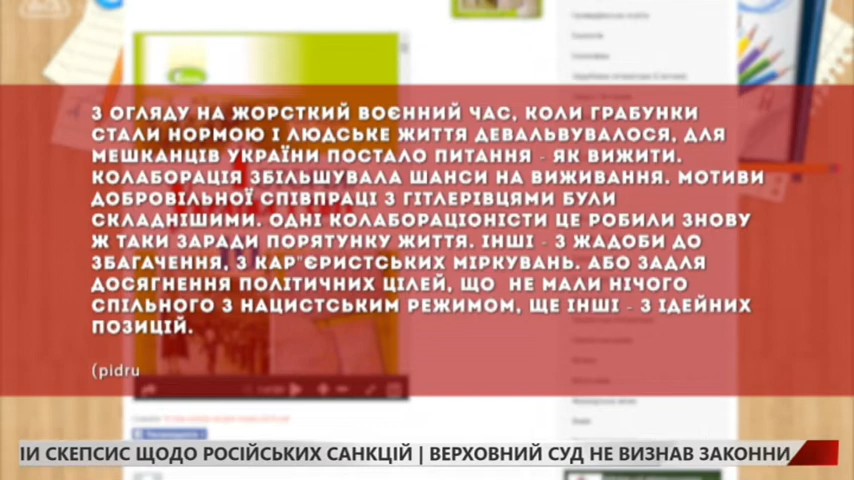 З ОГЛЯДУ НА ЖОРСТКИЙ ВОЄННИЙ ЧАС, КОЛИ ГРАБУНКИ
СТАЛИ НОРМОЮ І ЛЮДСЬКЕ ЖИТТЯ ДЕВАЛЬВУВАЛОСЯ, ДЛЯ
МЕШКАНЦІВ УКРАЇНИ ПОСТАЛО ПИТАННЯ - ЯК ВИЖИТИ.
КОЛАБОРАЦІЯ ЗБІЛЬШУВАЛА ШАНСИ НА ВИЖИВАННЯ. МОТИВИ
ДОБРОВІЛЬНОЇ СПІВПРАЦІ З ГІТЛЕРІВЦЯМИ БУЛИ
СКЛАДНІШИМИ. ОДНІ КОЛАБОРАЦІОНІСТИ ЦЕ РОБИЛИ ЗНОВУ
Ж ТАКИ ЗАРАДИ ПОРЯТУНКУ ЖИТТЯ. ІНШІ - З ЖАДОБИ ДО
ЗБАГАЧЕННЯ, З КАР"ЄРИСТСЬКИХ МІРКУВАНЬ. АБО ЗАДЛЯ
ДОСЯГНЕННЯ ПОЛІТИЧНИХ ЦІЛЕЙ, ЩО НЕ МАЛИ НІЧОГО
СПІЛЬНОГО З НАЦИСТСЬКИМ РЕЖИМОМ, ЩЕ ІНШІ - З ІДЕЙНИХ
ПОЗИЦІЙ.
(pidru
ИЙ СКЕПСИС ЩОДО РОСІЙСЬКИХ САНКЦІЙ | ВЕРХОВНИЙ СУД НЕ ВИЗНАВ ЗАКОННИ